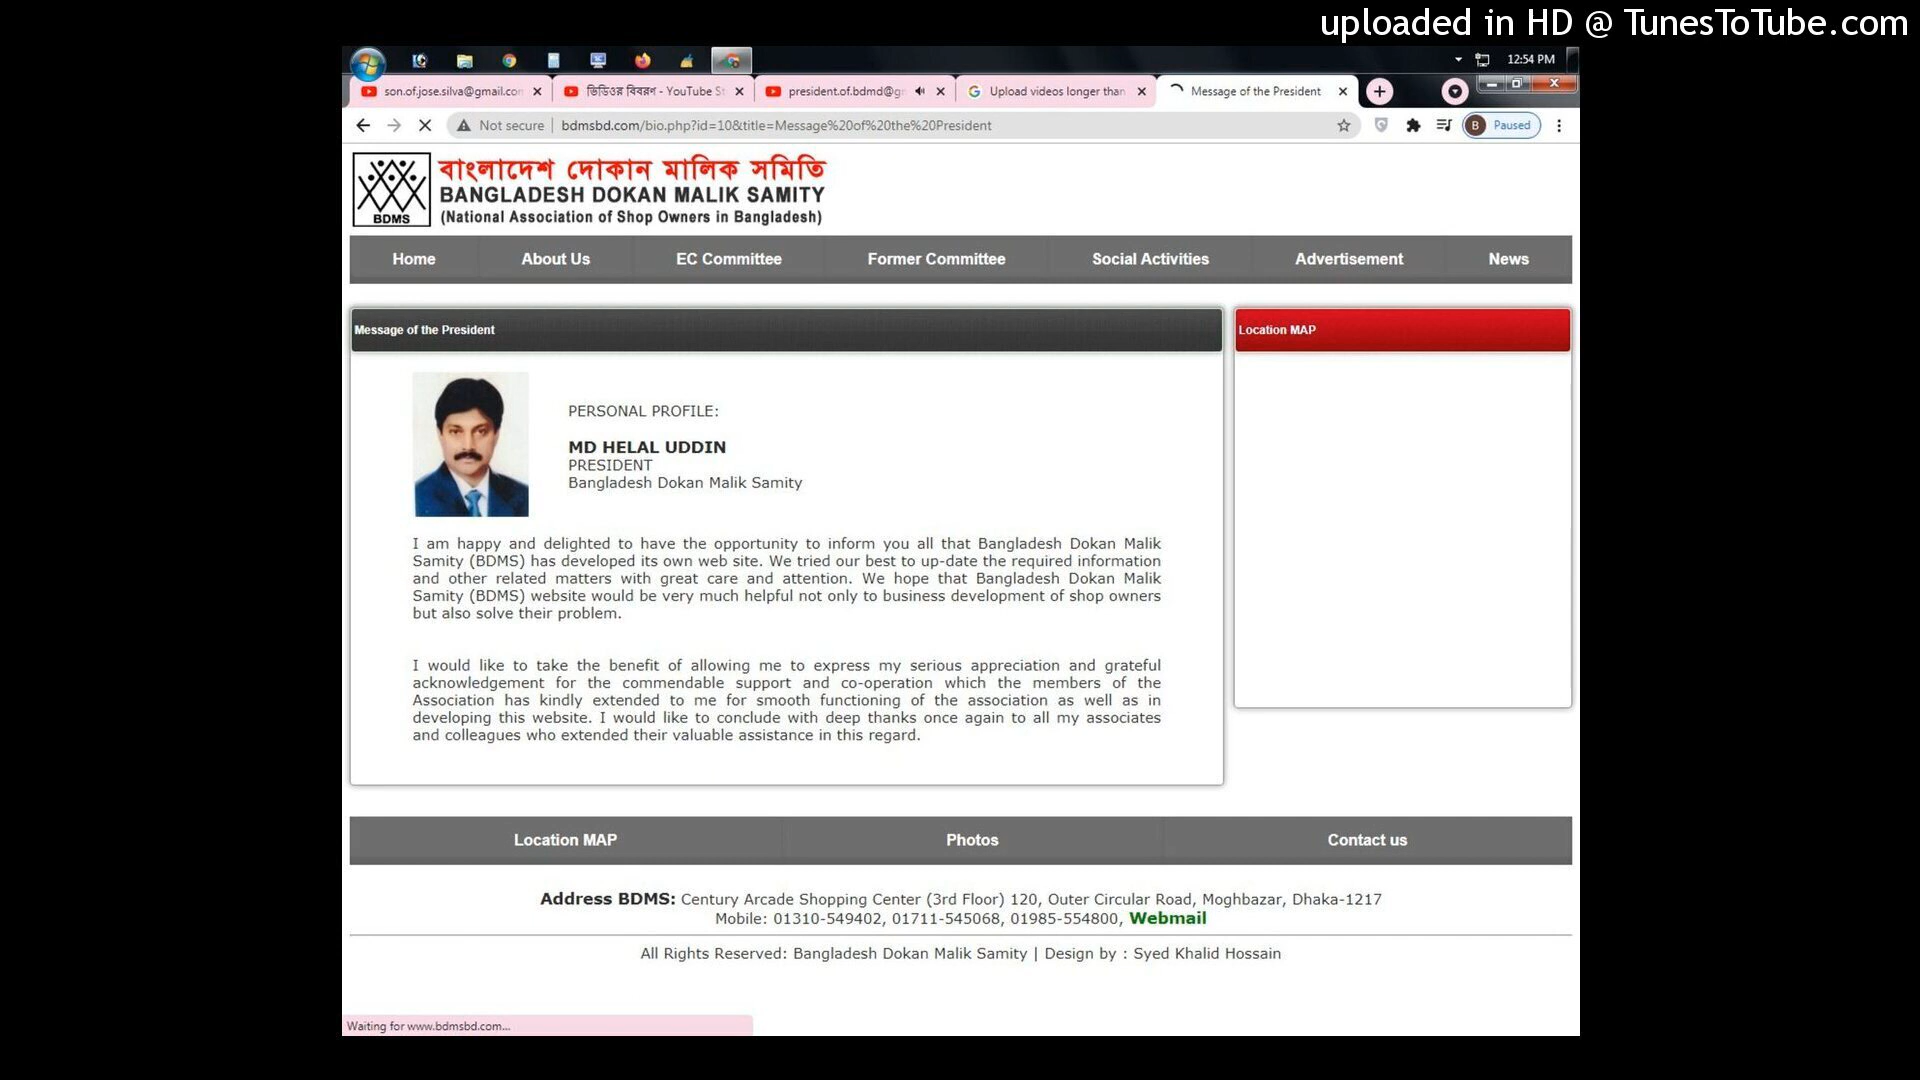 uploaded in HD @ TunesToTube.com
12:54 PM
son.of.jose.silva@gmail.com
ভিডিওর বিবরণ - YouTube St
president.of.bdmd@gm
Upload videos longer than
Message of the President
Not secure | bdmsbd.com/bio.php?id=10&title=Message%20of%20the%20President
B Paused
বাংলাদেশ দোকান মালিক সমিতি
BANGLADESH DOKAN MALIK SAMITY
(National Association of Shop Owners in Bangladesh)
BDMS
Home About Us EC Committee Former Committee Social Activities Advertisement News
Message of the President
Location MAP
PERSONAL PROFILE:
MD HELAL UDDIN
PRESIDENT
Bangladesh Dokan Malik Samity
I am happy and delighted to have the opportunity to inform you all that Bangladesh Dokan Malik
Samity (BDMS) has developed its own web site. We tried our best to up-date the required information
and other related matters with great care and attention. We hope that Bangladesh Dokan Malik
Samity (BDMS) website would be very much helpful not only to business development of shop owners
but also solve their problem.
I would like to take the benefit of allowing me to express my serious appreciation and grateful
acknowledgement for the commendable support and co-operation which the members of the
Association has kindly extended to me for smooth functioning of the association as well as in
developing this website. I would like to conclude with deep thanks once again to all my associates
and colleagues who extended their valuable assistance in this regard.
Location MAP Photos Contact us
Address BDMS: Century Arcade Shopping Center (3rd Floor) 120, Outer Circular Road, Moghbazar, Dhaka-1217
Mobile: 01310-549402, 01711-545068, 01985-554800, Webmail
All Rights Reserved: Bangladesh Dokan Malik Samity | Design by : Syed Khalid Hossain
Waiting for www.bdmsbd.com...